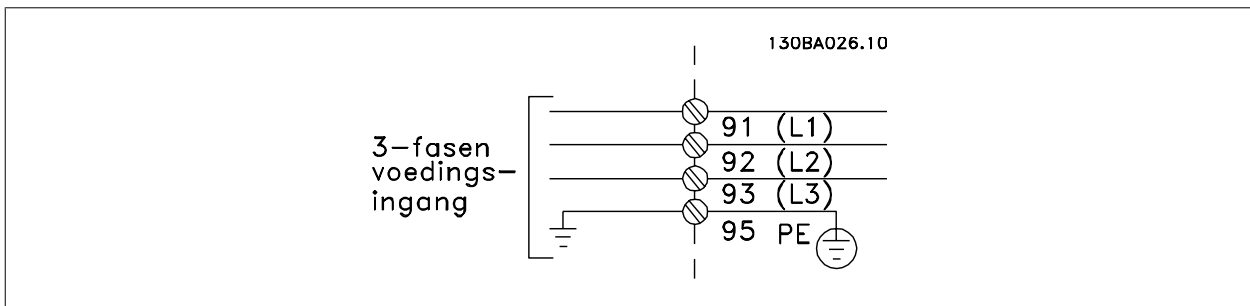 130BA026.10
3-fasen
voedings-
ingang
91 (L1)
92 (L2)
93 (L3)
95 PE